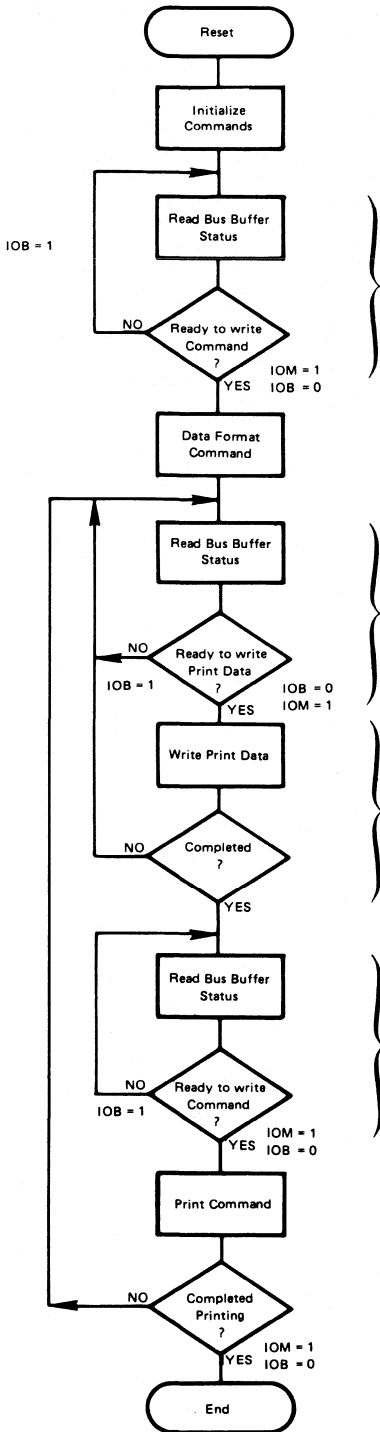 Reset
Initialize
Commands
Read Bus Buffer
Status
IOB = 1
NO
Ready to write
Command
?
YES
IOM = 1
IOB = 0
Data Format
Command
Read Bus Buffer
Status
NO
Ready to write
Print Data
?
IOB = 1
IOB = 0
IOM = 1
YES
Write Print Data
NO
Completed
?
YES
Read Bus Buffer
Status
NO
Ready to write
Command
?
IOB = 1
IOM = 1
IOB = 0
YES
Print Command
NO
Completed
Printing
?
YES
IOM = 1
IOB = 0
End